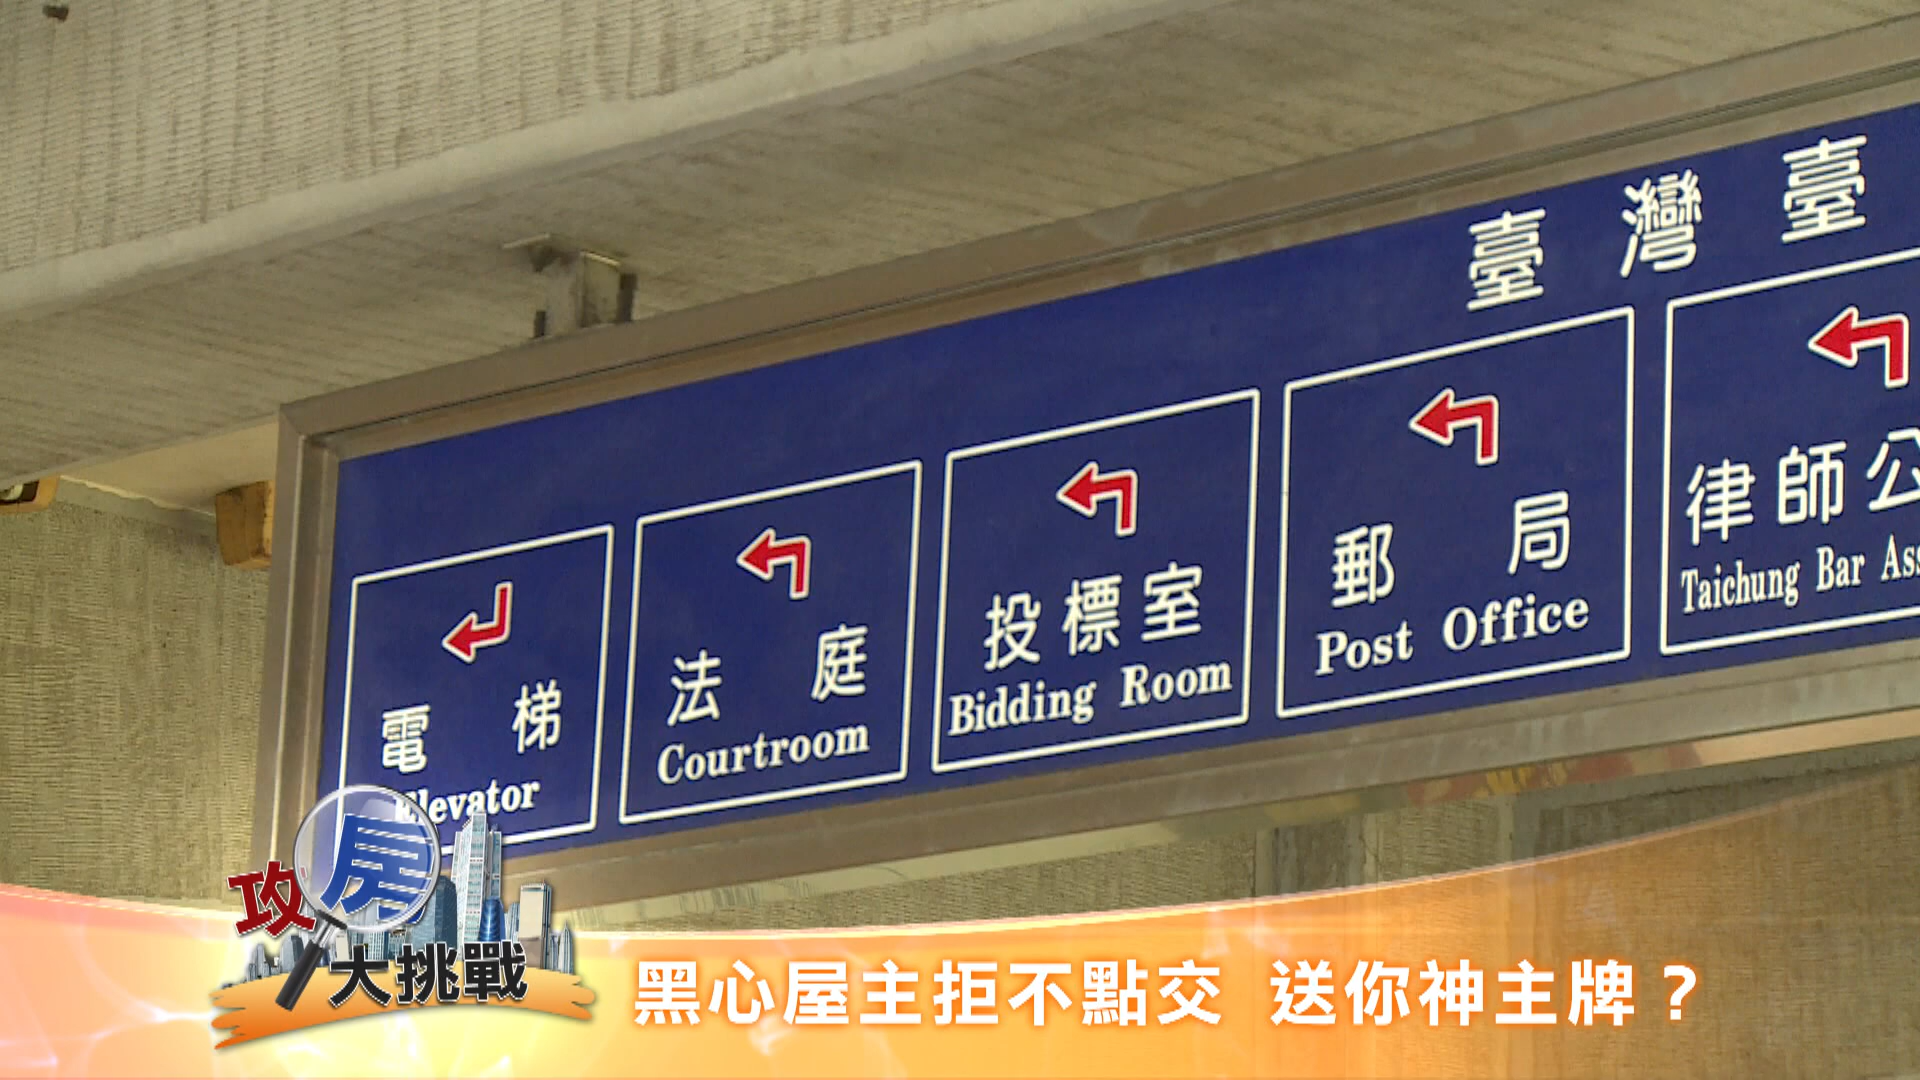 臺灣臺
電梯
Elevator
法庭
Courtroom
投標室
Bidding Room
郵局
Post Office
律師公
Taichung Bar Ass
攻房
大挑戰
黑心屋主拒不點交 送你神主牌？